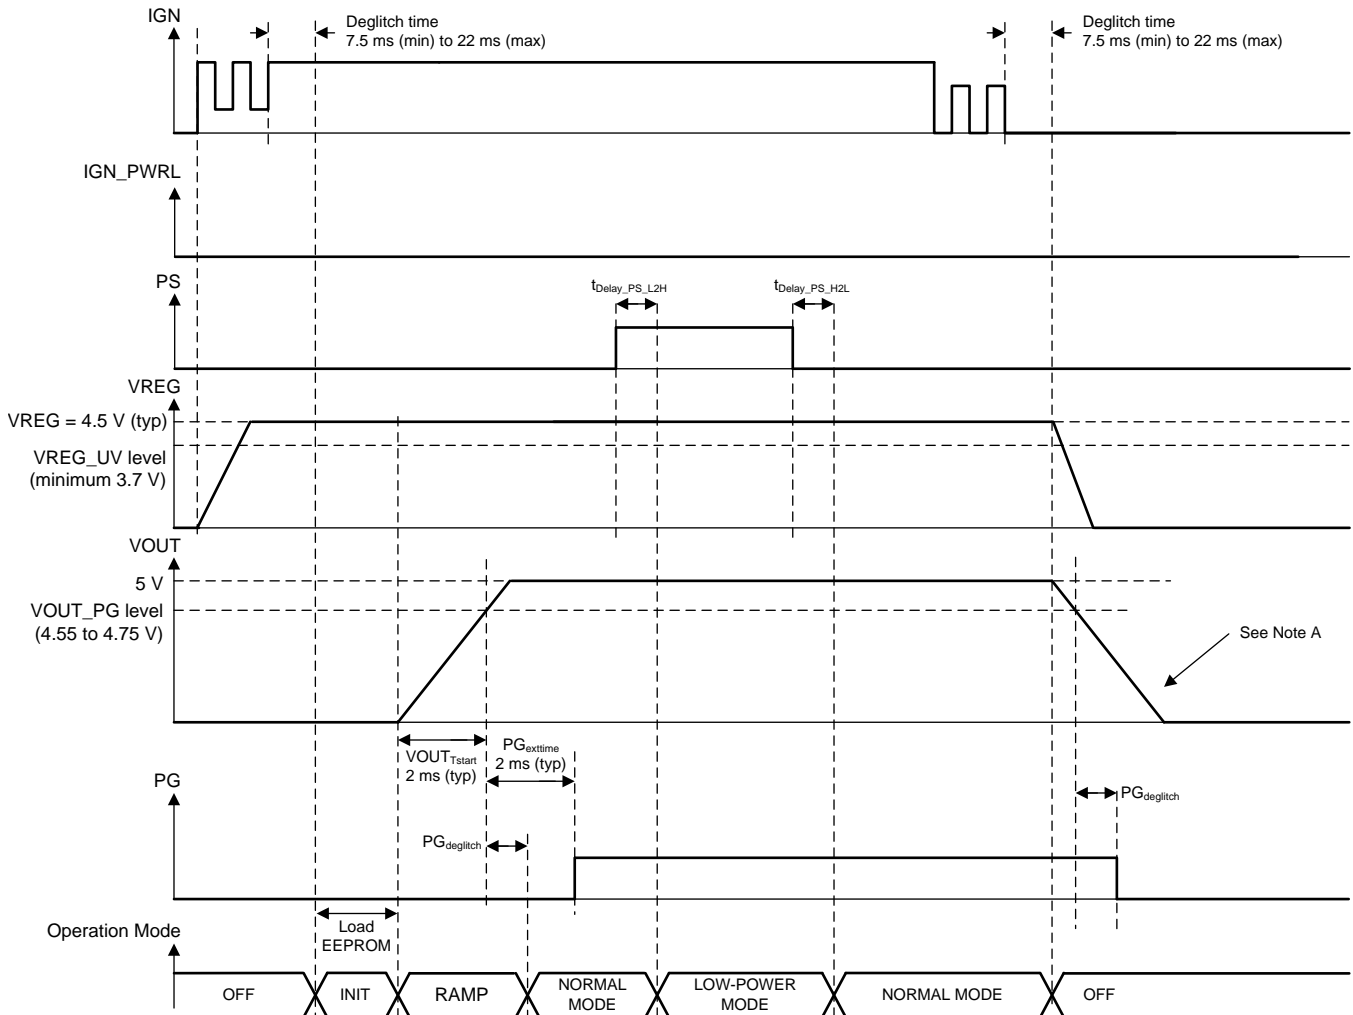 IGN
Deglitch time
7.5 ms (min) to 22 ms (max)
Deglitch time
7.5 ms (min) to 22 ms (max)
IGN_PWRL
PS
tDelay_PS_L2H
tDelay_PS_H2L
VREG
VREG = 4.5 V (typ)
VREG_UV level
(minimum 3.7 V)
VOUT
5 V
VOUT_PG level
(4.55 to 4.75 V)
See Note A
VOUTTstart
2 ms (typ)
PGexttime
2 ms (typ)
PG
PGdeglitch
PGdeglitch
Load
EEPROM
Operation Mode
OFF
INIT
RAMP
NORMAL
MODE
LOW-POWER
MODE
NORMAL MODE
OFF